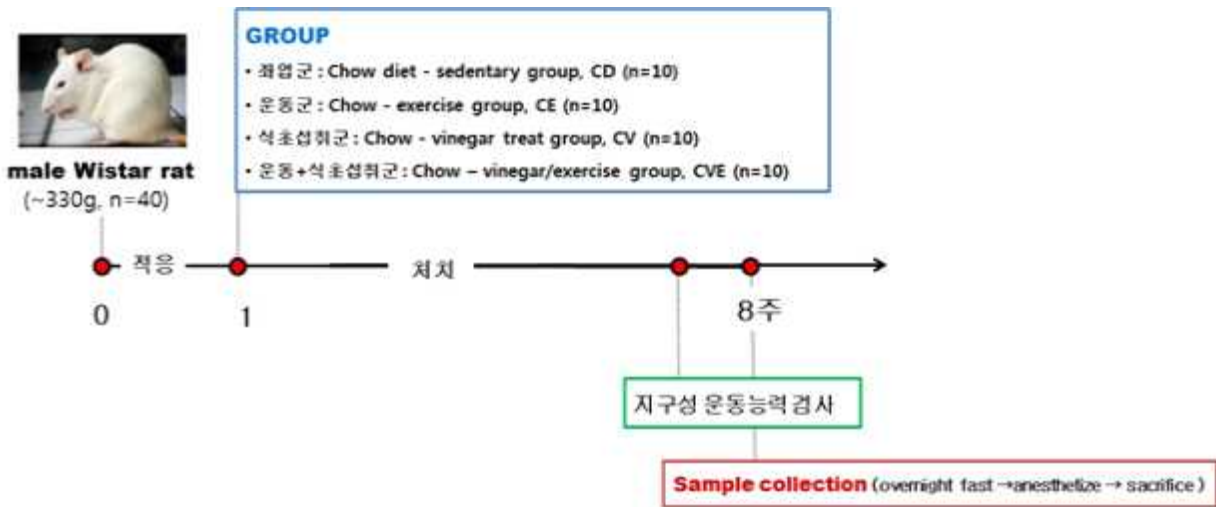 GROUP
• 좌업군 : Chow diet - sedentary group, CD (n=10)
• 운동군 : Chow - exercise group, CE (n=10)
• 식초섭취군 : Chow - vinegar treat group, CV (n=10)
• 운동+식초섭취군 : Chow – vinegar/exercise group, CVE (n=10)
male Wistar rat
(~330g, n=40)
적응
처치
0
1
8주
지구성 운동능력 검사
Sample collection (overnight fast →anesthetize → sacrifice)